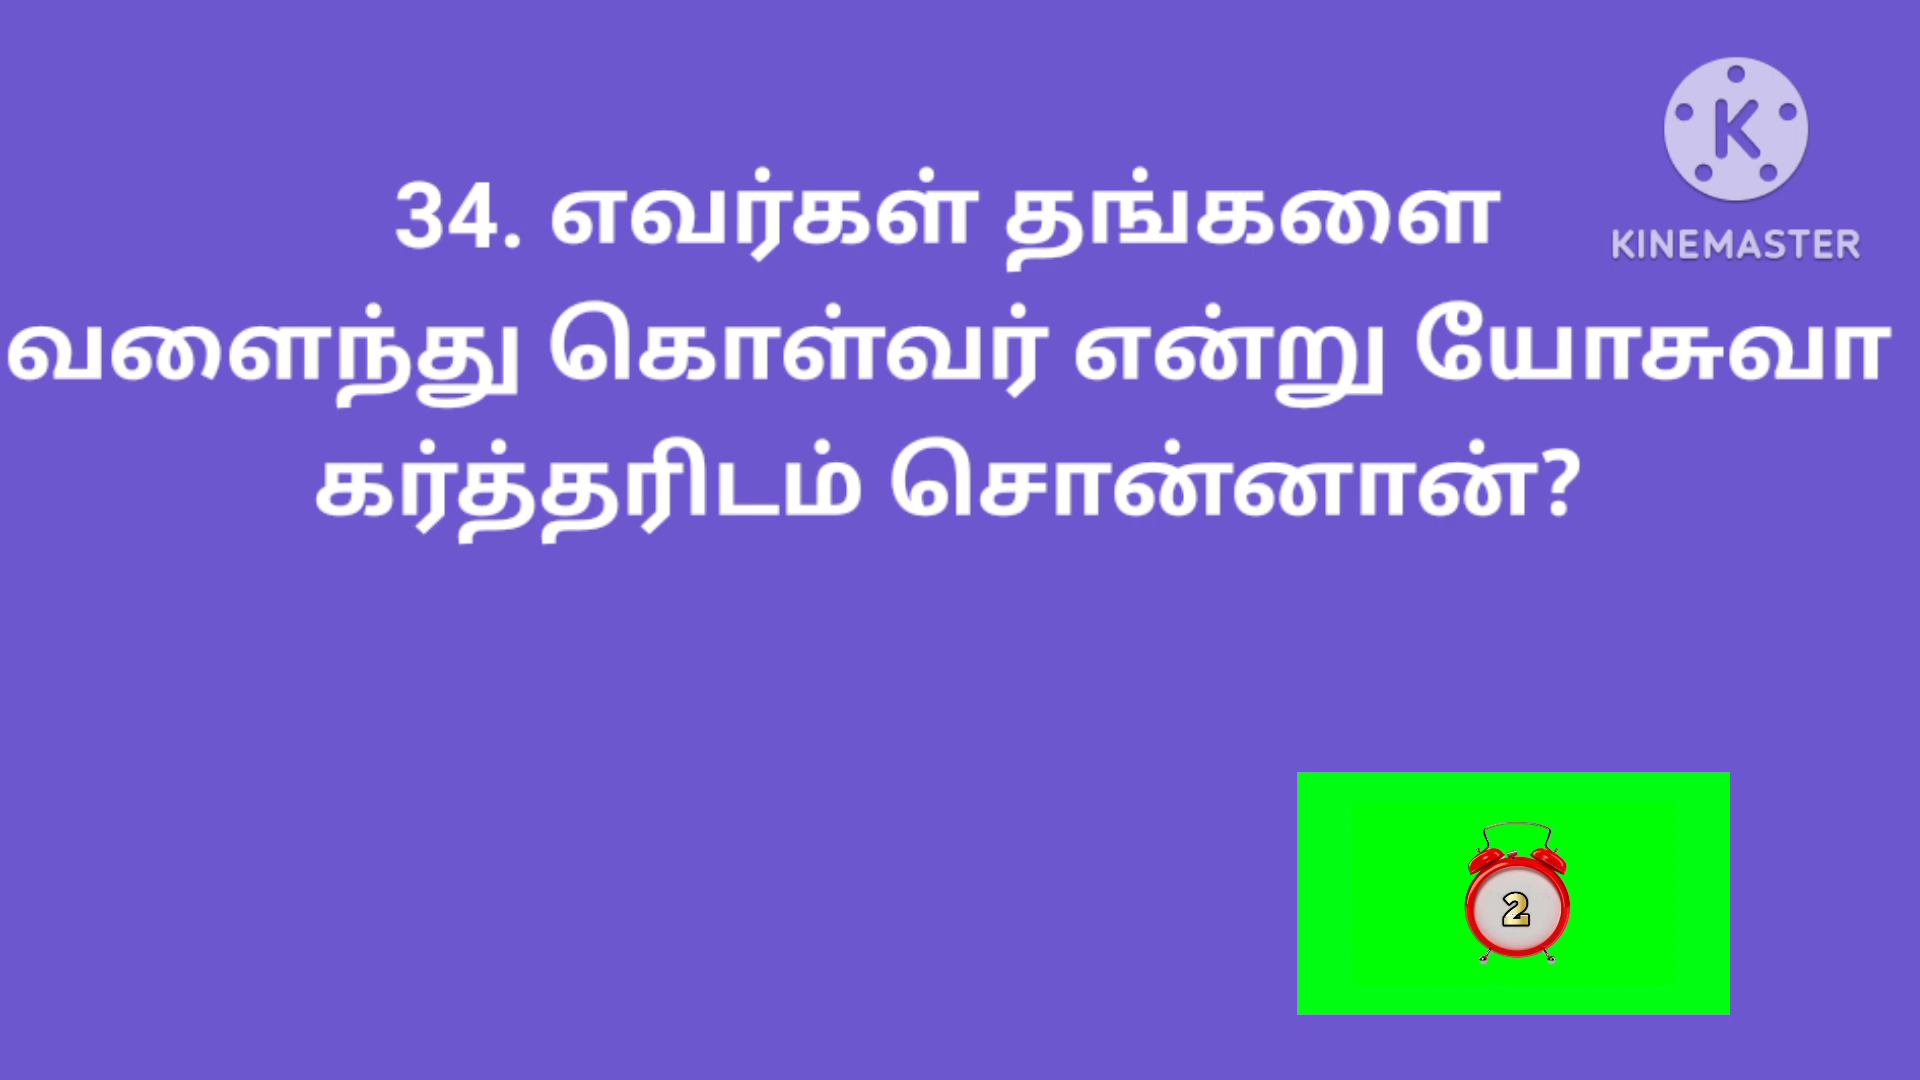 34. எவர்கள் தங்களை
வளைந்து கொள்வர் என்று யோசுவா
கர்த்தரிடம் சொன்னான்?
K
KINEMASTER
2